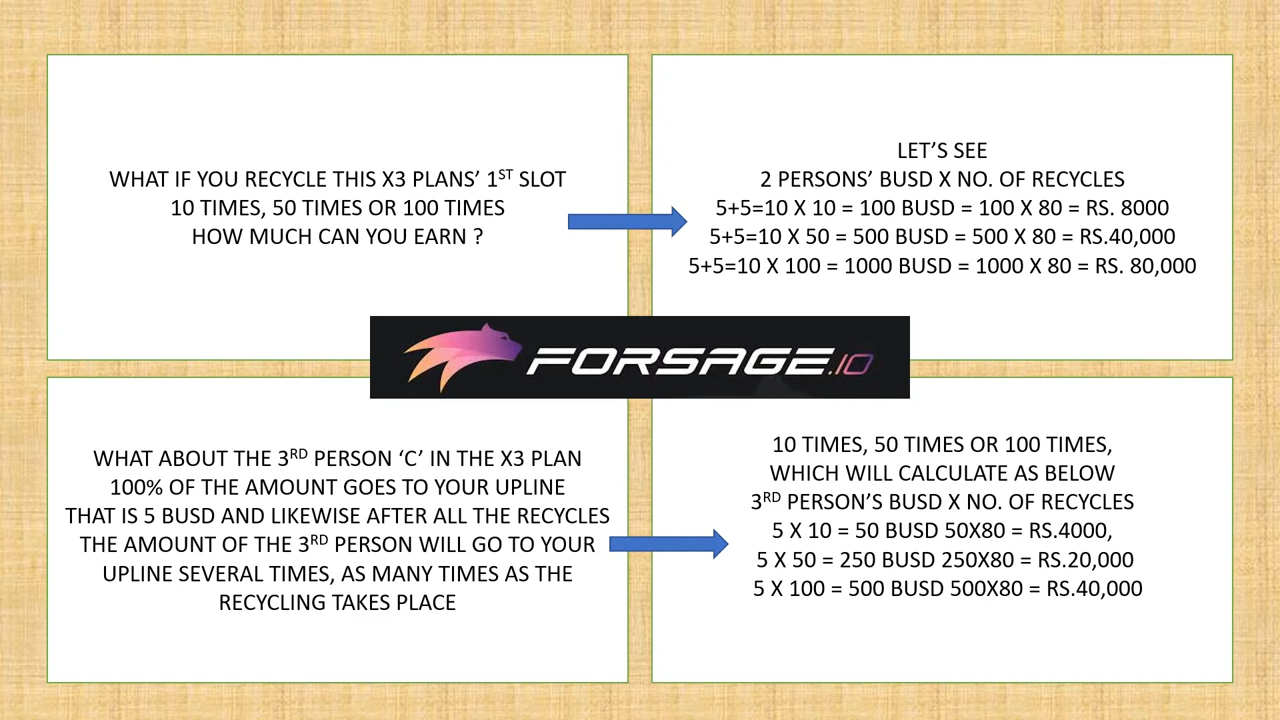 WHAT IF YOU RECYCLE THIS X3 PLANS’ 1ST SLOT
10 TIMES, 50 TIMES OR 100 TIMES
HOW MUCH CAN YOU EARN ?
LET’S SEE
2 PERSONS’ BUSD X NO. OF RECYCLES
5+5=10 X 10 = 100 BUSD = 100 X 80 = RS. 8000
5+5=10 X 50 = 500 BUSD = 500 X 80 = RS.40,000
5+5=10 X 100 = 1000 BUSD = 1000 X 80 = RS. 80,000
FORSAGE.IO
WHAT ABOUT THE 3RD PERSON ‘C’ IN THE X3 PLAN
100% OF THE AMOUNT GOES TO YOUR UPLINE
THAT IS 5 BUSD AND LIKEWISE AFTER ALL THE RECYCLES
THE AMOUNT OF THE 3RD PERSON WILL GO TO YOUR
UPLINE SEVERAL TIMES, AS MANY TIMES AS THE
RECYCLING TAKES PLACE
10 TIMES, 50 TIMES OR 100 TIMES,
WHICH WILL CALCULATE AS BELOW
3RD PERSON’S BUSD X NO. OF RECYCLES
5 X 10 = 50 BUSD 50X80 = RS.4000,
5 X 50 = 250 BUSD 250X80 = RS.20,000
5 X 100 = 500 BUSD 500X80 = RS.40,000